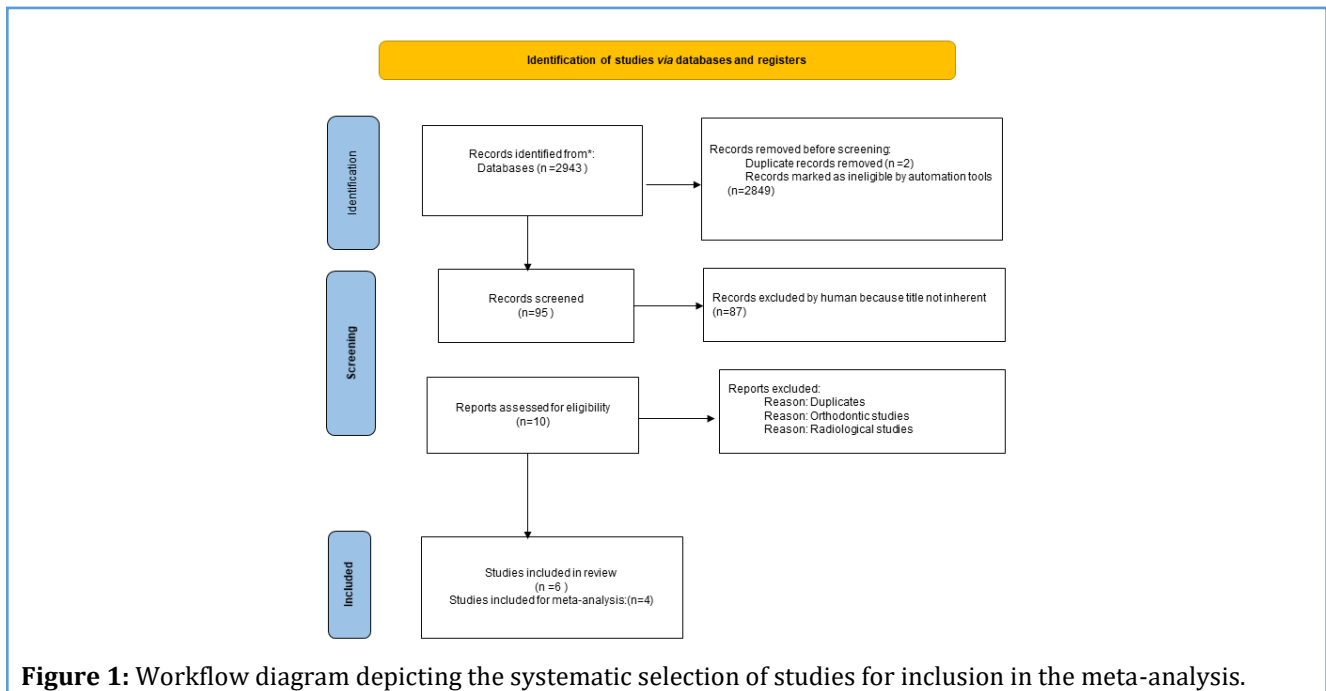 Identification of studies via databases and registers
Identification
Records identified from*:
Databases (n =2943 )
Records removed before screening:
Duplicate records removed (n =2)
Records marked as ineligible by automation tools
(n=2849)
Screening
Records screened
(n=95 )
Records excluded by human because title not inherent
(n=87)
Reports assessed for eligibility
(n=10)
Reports excluded:
Reason: Duplicates
Reason: Orthodontic studies
Reason: Radiological studies
Included
Studies included in review
(n =6 )
Studies included for meta-analysis:(n=4)
Figure 1: Workflow diagram depicting the systematic selection of studies for inclusion in the meta-analysis.